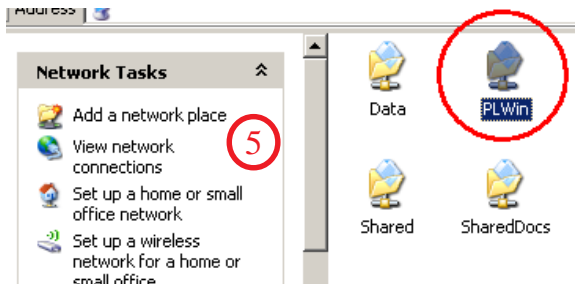 Address
Network Tasks
Add a network place
View network
connections
5
Set up a home or small
office network
Set up a wireless
network for a home or
small office
Data
PLWin
Shared
SharedDocs